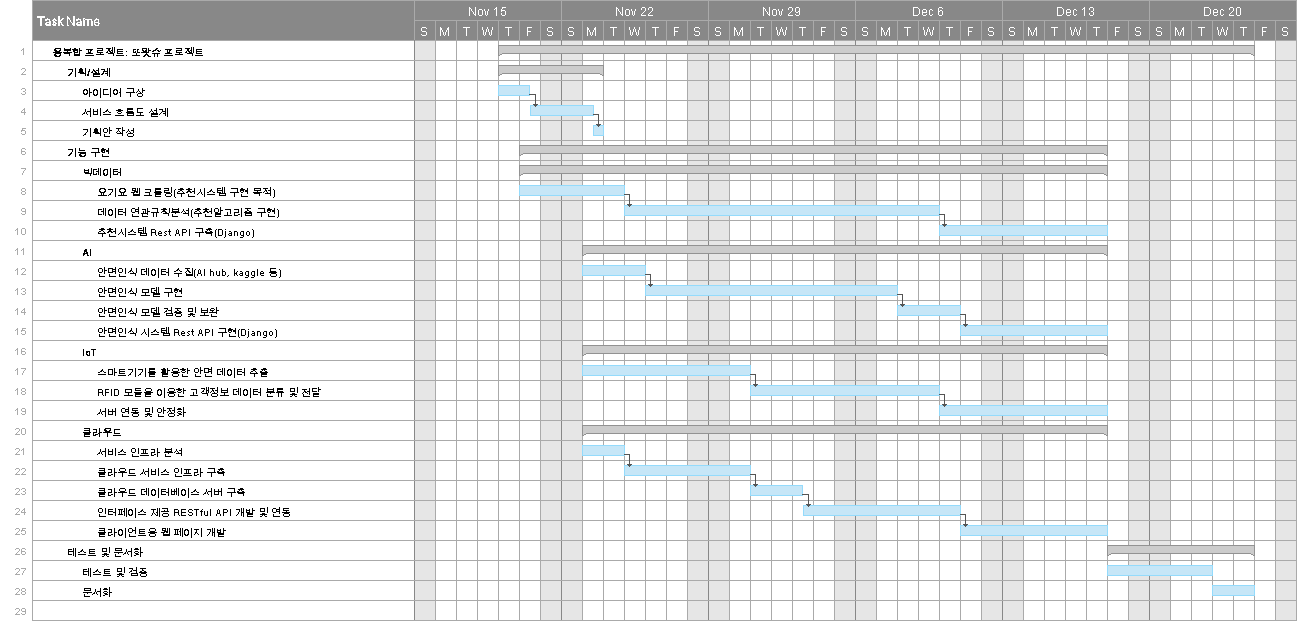 Task Name
Nov 15 Nov 22 Nov 29 Dec 6 Dec 13 Dec 20
S M T W T F S S M T W T F S S M T W T F S S M T W T F S S M T W T F S S M T W T F S
1 융복합 프로젝트: 또왔슈 프로젝트
2 기획/설계
3 아이디어 구상
4 서비스 흐름도 설계
5 기획안 작성
6 기능 구현
7 빅데이터
8 요기요 웹 크롤링(추천시스템 구현 목적)
9 데이터 연관규칙분석(추천알고리즘 구현)
10 추천시스템 Rest API 구축(Django)
11 AI
12 안면인식 데이터 수집(AI hub, kaggle 등)
13 안면인식 모델 구현
14 안면인식 모델 검증 및 보완
15 안면인식 시스템 Rest API 구현(Django)
16 IoT
17 스마트기기를 활용한 안면 데이터 추출
18 RFID 모듈을 이용한 고객정보 데이터 분류 및 전달
19 서버 연동 및 안정화
20 클라우드
21 서비스 인프라 분석
22 클라우드 서비스 인프라 구축
23 클라우드 데이터베이스 서버 구축
24 인터페이스 제공 RESTful API 개발 및 연동
25 클라이언트용 웹 페이지 개발
26 테스트 및 문서화
27 테스트 및 검증
28 문서화
29